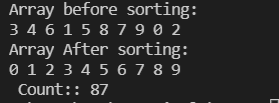 Array before sorting:
3 4 6 1 5 8 7 9 0 2
Array After sorting:
0 1 2 3 4 5 6 7 8 9
Count:: 87